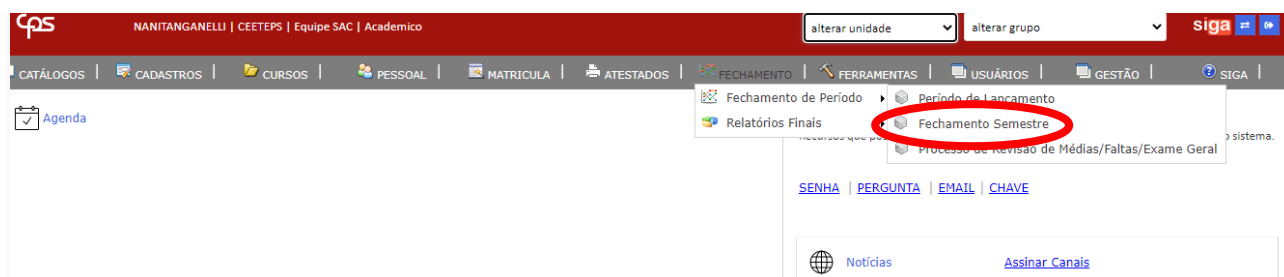 cps NANITANGANELLI | CEETEPS | Equipe SAC | Academico alterar unidade alterar grupo siga
CATÁLOGOS | CADASTROS | CURSOS | PESSOAL | MATRICULA | ATESTADOS | FECHAMENTO | FERRAMENTAS | USUÁRIOS | GESTÃO | SIGA |
Fechamento de Período Período de Lançamento
Agenda
Relatórios Finais Fechamento Semestre
sistema.
Processo de Revisão de Médias/Faltas/Exame Geral
SENHA | PERGUNTA | EMAIL | CHAVE
Notícias Assinar Canais